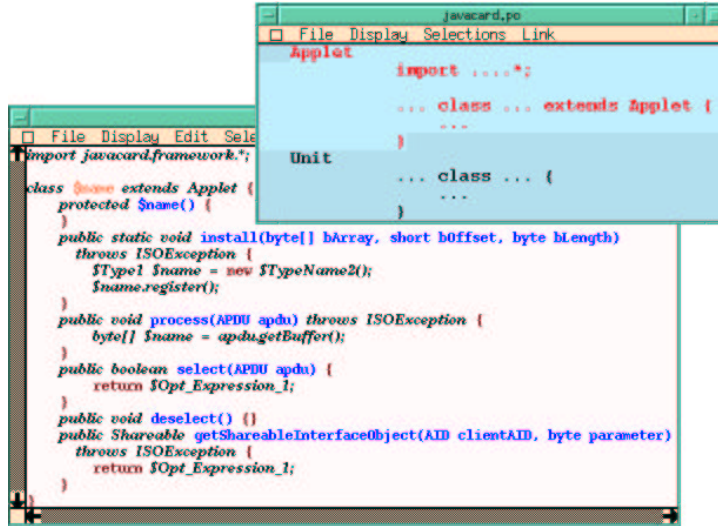 javacard.po
File Display Selections Link
Applet
import ....*;
... class ... extends Applet {
...
}
Unit
... class ... {
...
}
File Display Edit Sele
import javacard.framework.*;
class $name extends Applet {
protected $name() {
}
public static void install(byte[] bArray, short bOffset, byte bLength)
throws ISOException {
$Type1 $name = new $TypeName2();
$name.register();
}
public void process(APDU apdu) throws ISOException {
byte[] $name = apdu.getBuffer();
}
public boolean select(APDU apdu) {
return $Opt_Expression_1;
}
public void deselect() {}
public Shareable getShareableInterfaceObject(AID clientAID, byte parameter)
throws ISOException {
return $Opt_Expression_1;
}
}